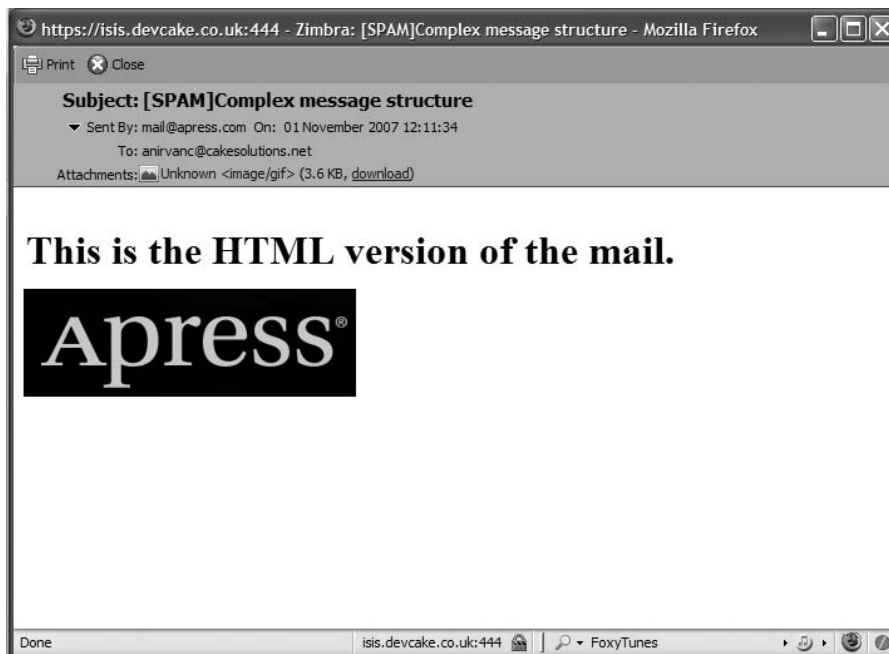 https://isis.devcake.co.uk:444 - Zimbra: [SPAM]Complex message structure - Mozilla Firefox
Print Close
Subject: [SPAM]Complex message structure
Sent By: mail@apress.com On: 01 November 2007 12:11:34
To: anirvanc@cakesolutions.net
Attachments: Unknown <image/gif> (3.6 KB, download)
This is the HTML version of the mail.
Apress®
Done isis.devcake.co.uk:444 FoxyTunes